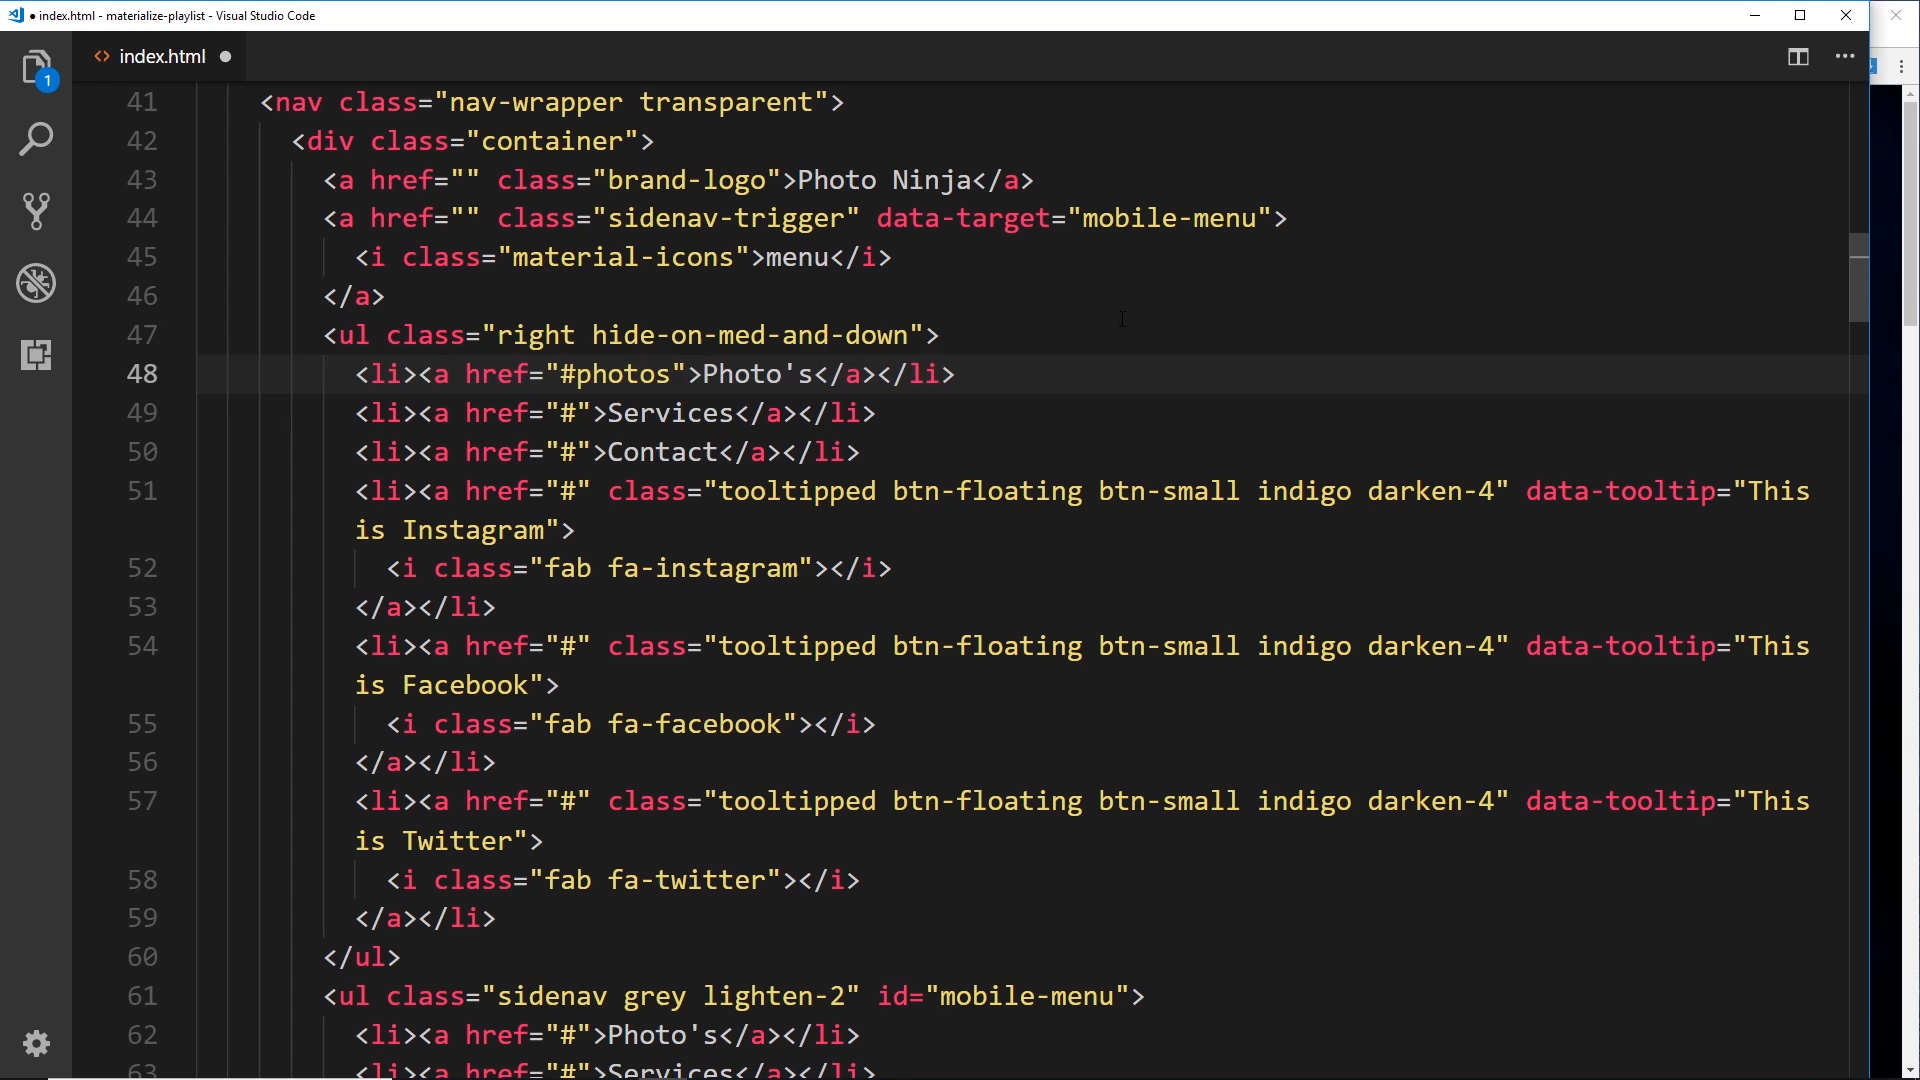 ● index.html - materialize-playlist - Visual Studio Code
<> index.html ●
1
41 <nav class="nav-wrapper transparent">
42 <div class="container">
43 <a href="" class="brand-logo">Photo Ninja</a>
44 <a href="" class="sidenav-trigger" data-target="mobile-menu">
45 <i class="material-icons">menu</i>
46 </a>
47 <ul class="right hide-on-med-and-down">
48 <li><a href="#photos">Photo's</a></li>
49 <li><a href="#">Services</a></li>
50 <li><a href="#">Contact</a></li>
51 <li><a href="#" class="tooltipped btn-floating btn-small indigo darken-4" data-tooltip="This
is Instagram">
52 <i class="fab fa-instagram"></i>
53 </a></li>
54 <li><a href="#" class="tooltipped btn-floating btn-small indigo darken-4" data-tooltip="This
is Facebook">
55 <i class="fab fa-facebook"></i>
56 </a></li>
57 <li><a href="#" class="tooltipped btn-floating btn-small indigo darken-4" data-tooltip="This
is Twitter">
58 <i class="fab fa-twitter"></i>
59 </a></li>
60 </ul>
61 <ul class="sidenav grey lighten-2" id="mobile-menu">
62 <li><a href="#">Photo's</a></li>
63 <li><a href="#">Services</a></li>